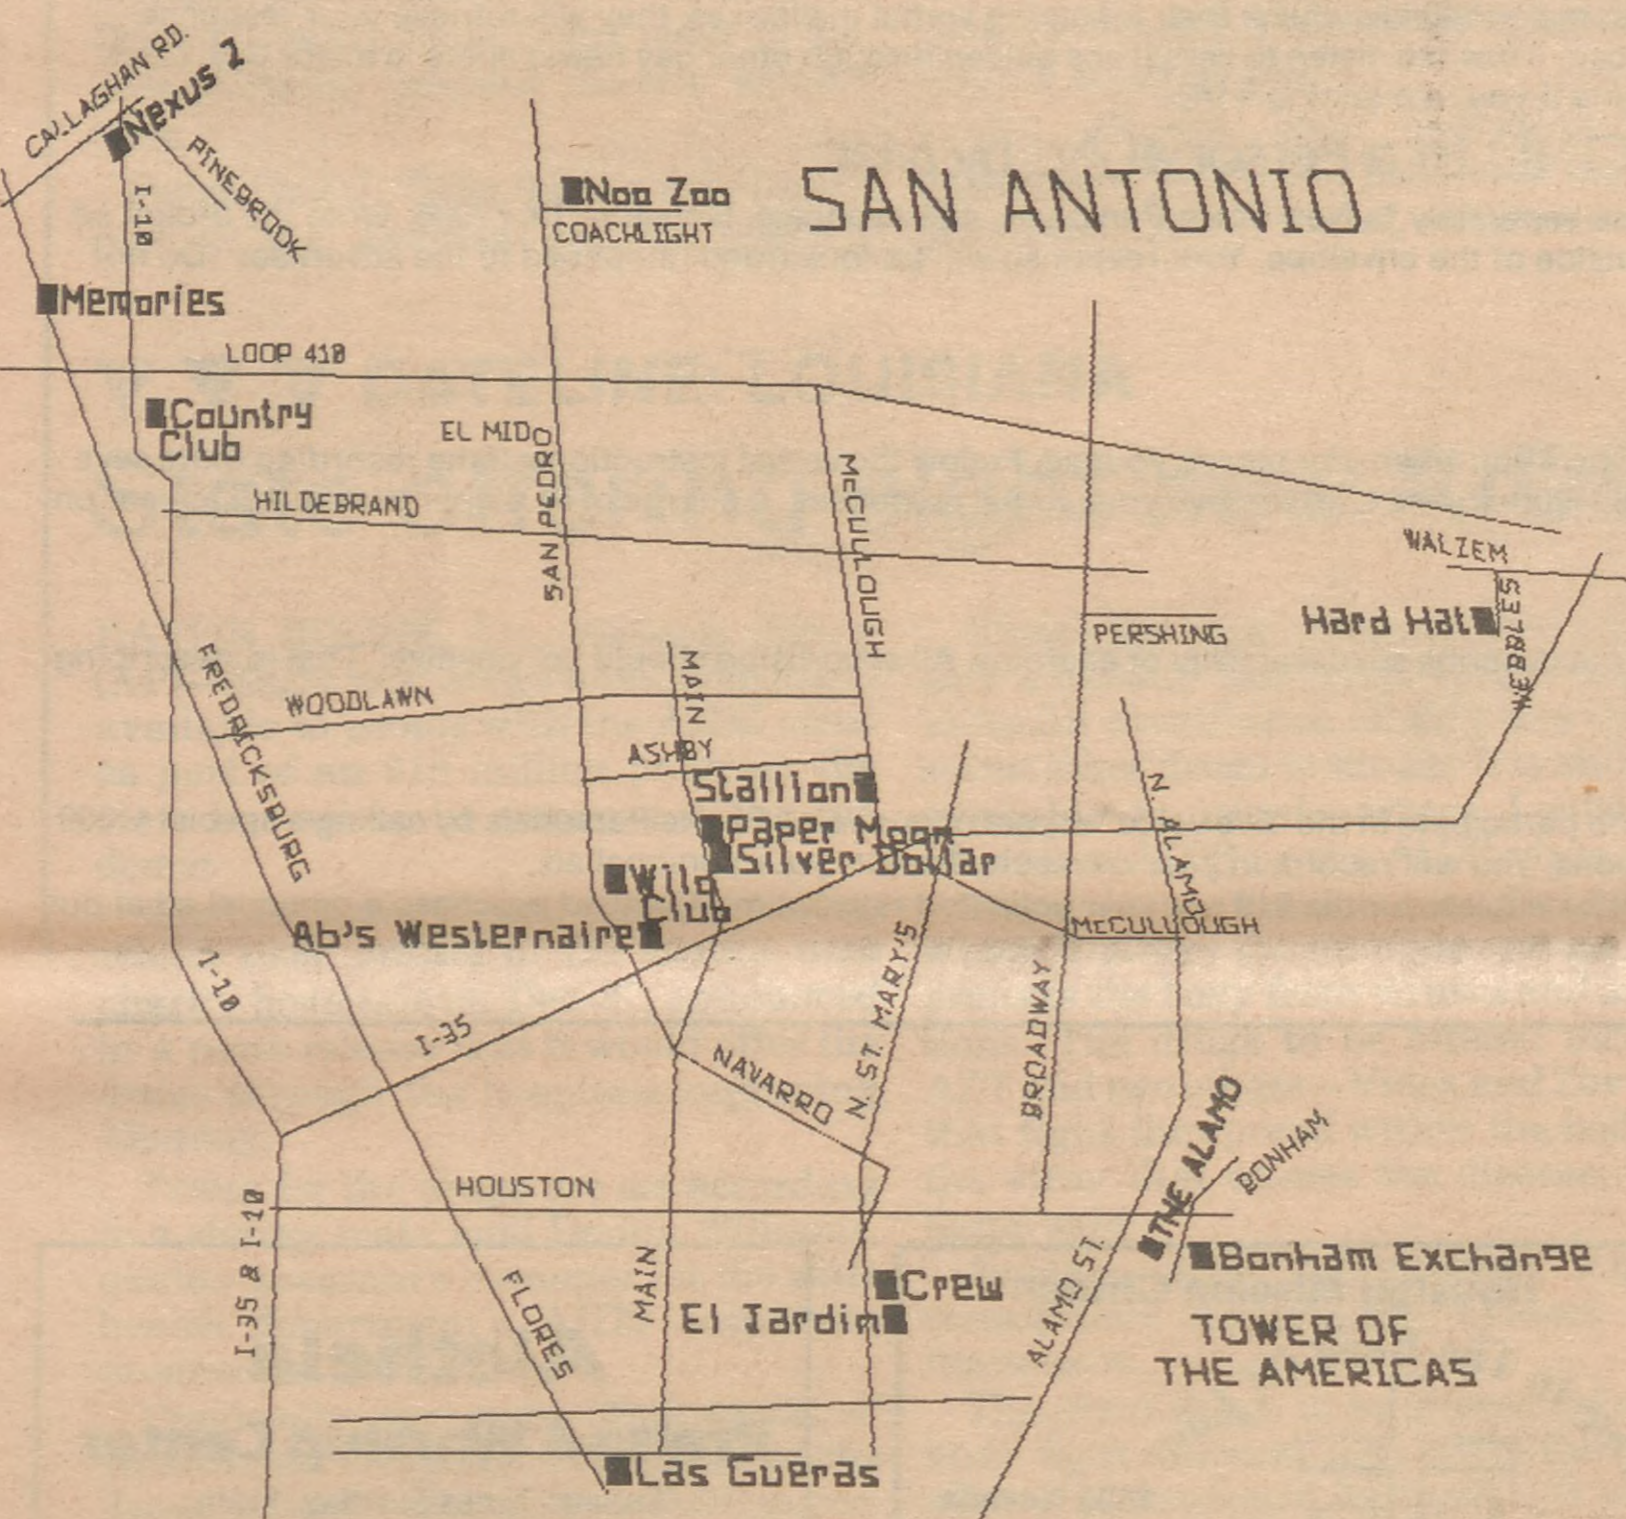 CALLAGHAN RD.
Nexus 2
PINEBROOK
I-10
Noo Zoo
COACHLIGHT
SAN ANTONIO
Memories
LOOP 410
Country
Club
EL MIDO
SAN PEDRO
McCULLOUGH
HILDEBRAND
WALZEM
Hard Hat
PERSHING
FREDRICKSBURG
WOODLAWN
MAIN
ASHBY
Stallion
Paper Moon
Silver Dollar
N. ALAMO
Wild
Club
Ab's Westernaire
McCULLOUGH
I-10
I-35
N. ST. MARY'S
BROADWAY
NAVARRO
THE ALAMO
BONHAM
HOUSTON
I-35 & I-10
MAIN
FLORES
Crew
El Jardin
ALAMO ST.
Bonham Exchange
TOWER OF
THE AMERICAS
Las Gueras